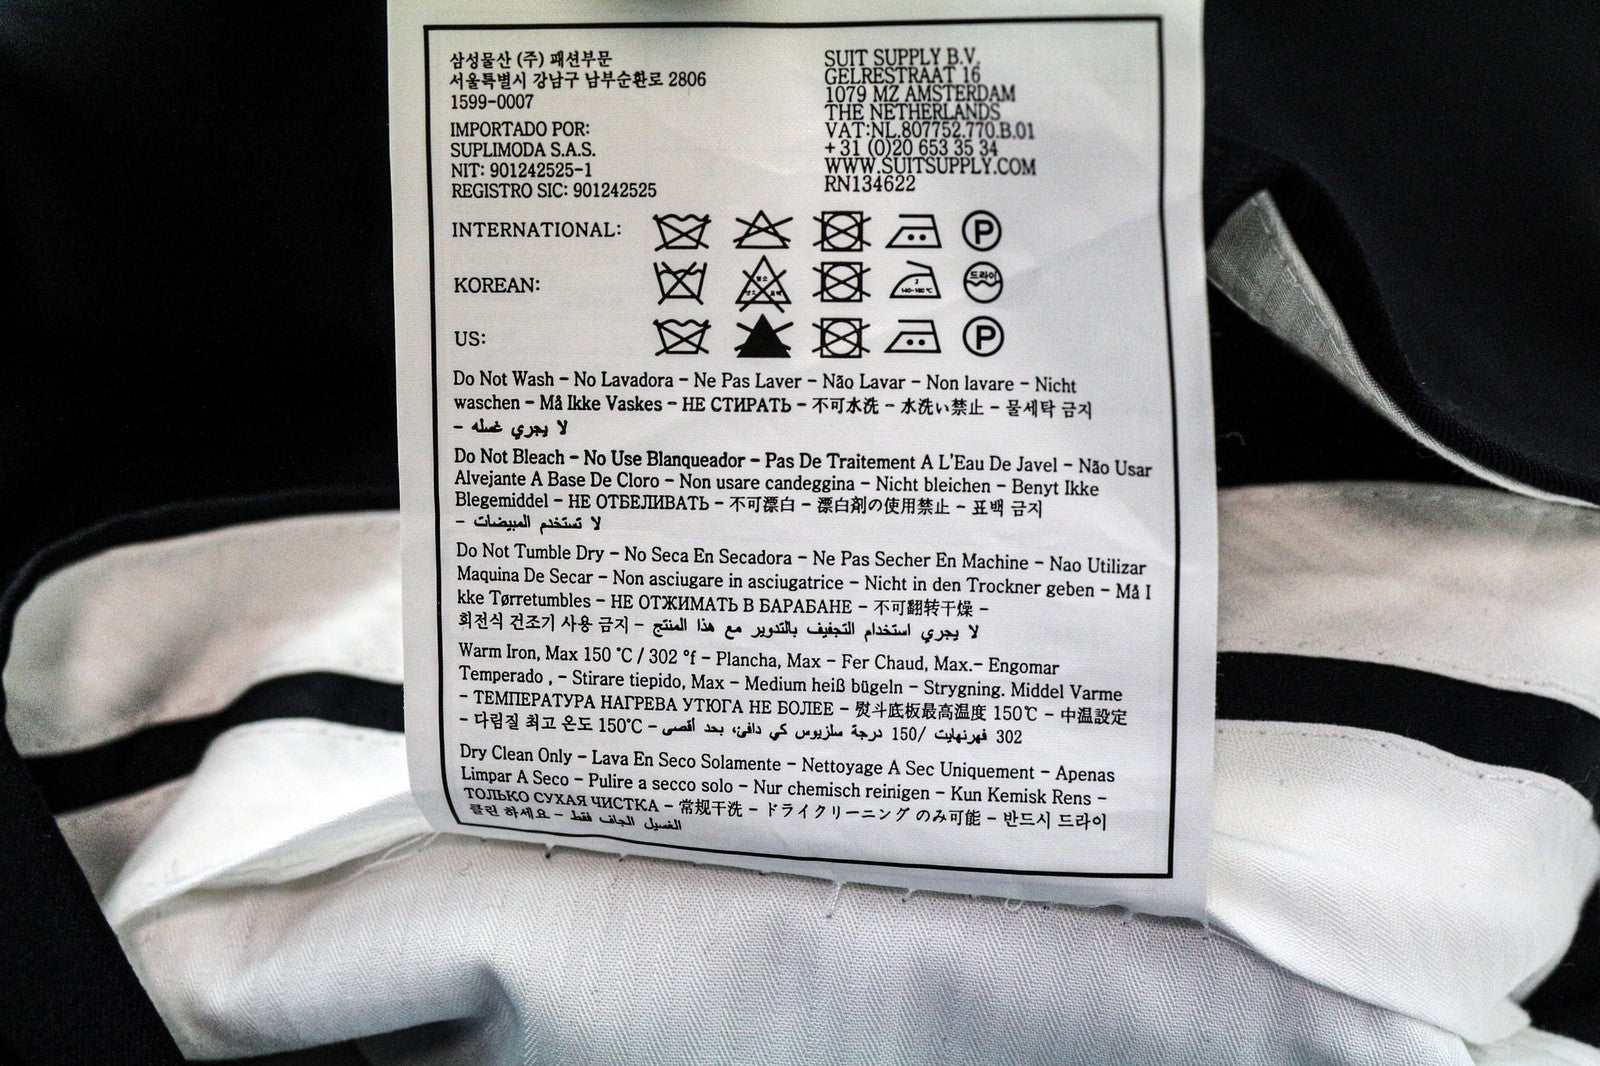 삼성물산 (주) 패션부문
서울특별시 강남구 남부순환로 2806
1599-0007
IMPORTADO POR:
SUPLIMODA S.A.S.
NIT: 901242525-1
REGISTRO SIC: 901242525
SUIT SUPPLY B.V.
GELRESTRAAT 16
1079 MZ AMSTERDAM
THE NETHERLANDS
VAT:NL.807752.770.B.01
+ 31 (0)20 653 35 34
WWW.SUITSUPPLY.COM
RN134622
INTERNATIONAL:
P
KOREAN:
2
140~160 ℃
드라이
US:
P
Do Not Wash – No Lavadora – Ne Pas Laver – Não Lavar – Non lavare – Nicht
waschen – Må Ikke Vaskes – НЕ СТИРАТЬ – 不可水洗 – 水洗い禁止 – 물세탁 금지
– لا يجري غسله
Do Not Bleach – No Use Blanqueador – Pas De Traitement A L'Eau De Javel – Não Usar
Alvejante A Base De Cloro – Non usare candeggina – Nicht bleichen – Benyt Ikke
Blegemiddel – НЕ ОТБЕЛИВАТЬ – 不可漂白 – 漂白剤の使用禁止 – 표백 금지
– لا تستخدم المبيضات
Do Not Tumble Dry – No Seca En Secadora – Ne Pas Secher En Machine – Nao Utilizar
Maquina De Secar – Non asciugare in asciugatrice – Nicht in den Trockner geben – Må I
kke Tørretumbles – НЕ ОТЖИМАТЬ В БАРАБАНЕ – 不可翻转干燥 –
회전식 건조기 사용 금지 – لا يجري استخدام التجفيف بالتدوير مع هذا المنتج
Warm Iron, Max 150 °C / 302 °f – Plancha, Max – Fer Chaud, Max.– Engomar
Temperado , – Stirare tiepido, Max – Medium heiß bügeln – Strygning. Middel Varme
– ТЕМПЕРАТУРА НАГРЕВА УТЮГА НЕ БОЛЕЕ – 熨斗底板最高温度 150℃ – 中温設定
– 다림질 최고 온도 150℃ – 302 فهرنهايت /150 درجة سلزيوس كي دافئ، بحد أقصى
Dry Clean Only – Lava En Seco Solamente – Nettoyage A Sec Uniquement – Apenas
Limpar A Seco – Pulire a secco solo – Nur chemisch reinigen – Kun Kemisk Rens –
ТОЛЬКО СУХАЯ ЧИСТКА – 常规干洗 – ドライクリーニング のみ可能 – 반드시 드라이
클린 하세요 – الغسيل الجاف فقط